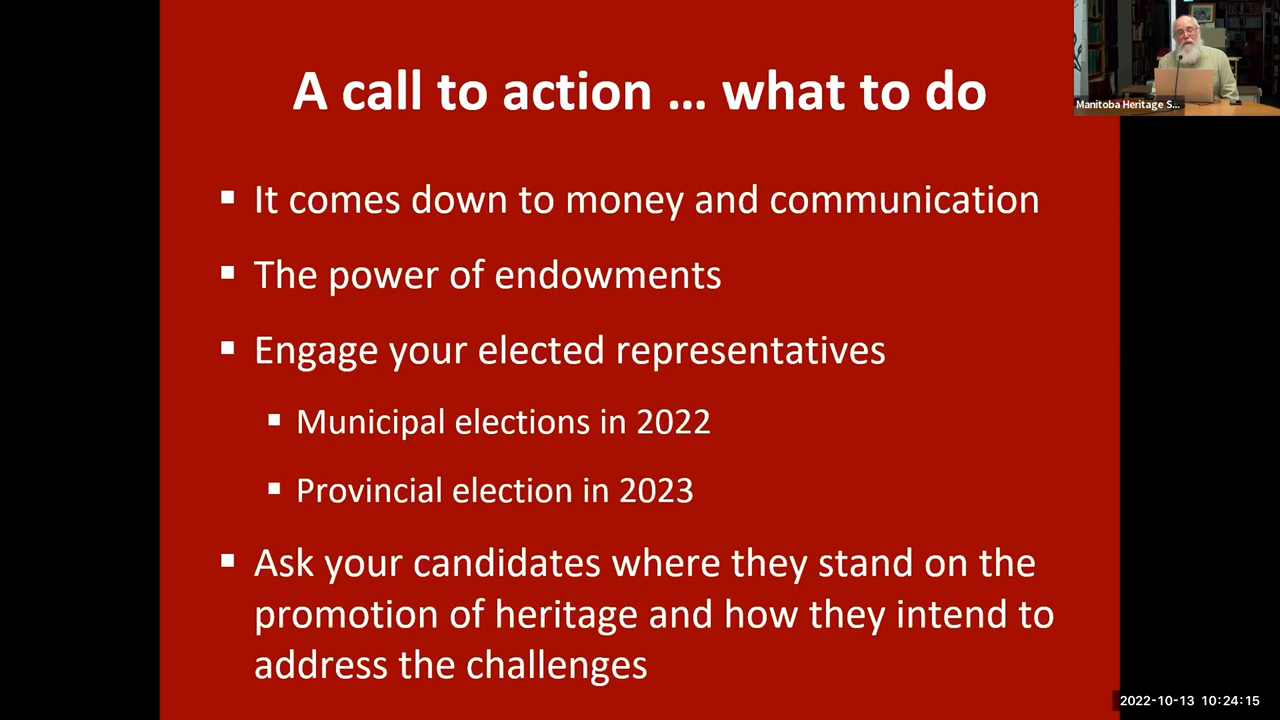 A call to action … what to do
Manitoba Heritage S...
▪ It comes down to money and communication
▪ The power of endowments
▪ Engage your elected representatives
▪ Municipal elections in 2022
▪ Provincial election in 2023
▪ Ask your candidates where they stand on the
promotion of heritage and how they intend to
address the challenges
2022-10-13 10:24:15